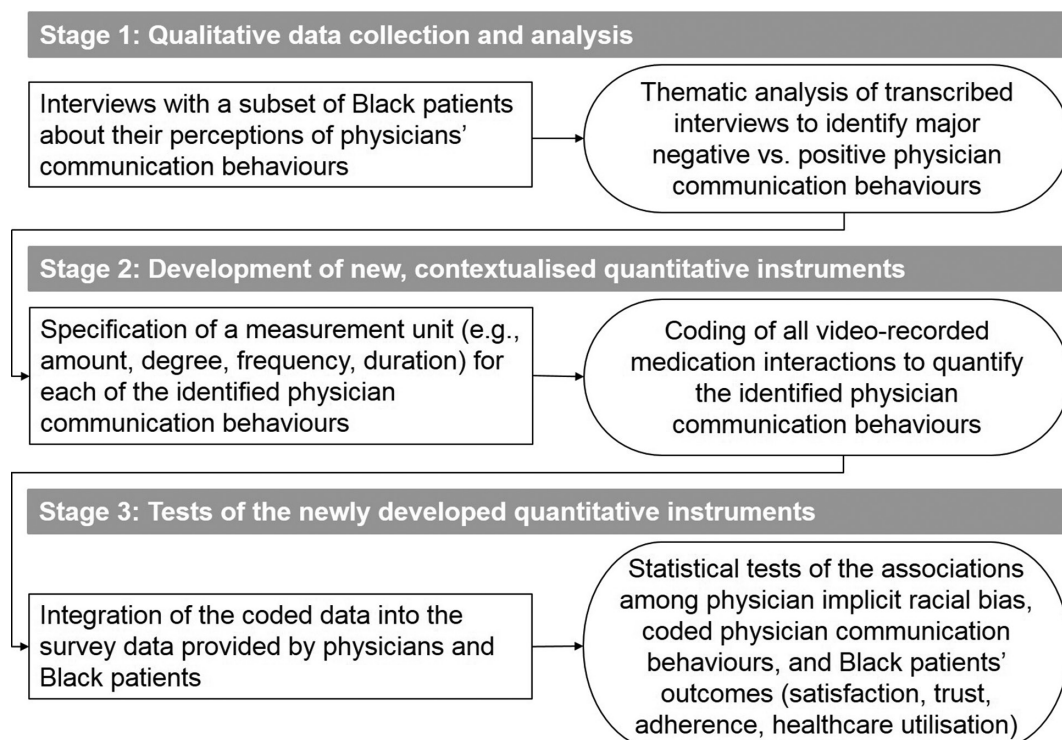 Stage 1: Qualitative data collection and analysis
Interviews with a subset of Black patients
about their perceptions of physicians’
communication behaviours
Thematic analysis of transcribed
interviews to identify major
negative vs. positive physician
communication behaviours
Stage 2: Development of new, contextualised quantitative instruments
Specification of a measurement unit (e.g.,
amount, degree, frequency, duration) for
each of the identified physician
communication behaviours
Coding of all video-recorded
medication interactions to quantify
the identified physician
communication behaviours
Stage 3: Tests of the newly developed quantitative instruments
Integration of the coded data into the
survey data provided by physicians and
Black patients
Statistical tests of the associations
among physician implicit racial bias,
coded physician communication
behaviours, and Black patients’
outcomes (satisfaction, trust,
adherence, healthcare utilisation)